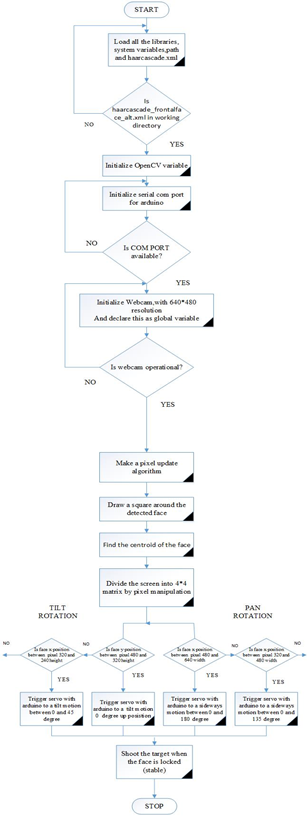 START
Load all the libraries,
system variables,path
and haarcascade.xml
Is
haarcascade_frontalfa
ce_alt.xml in working
directory
NO
YES
Initialize OpenCV variable
Initialize serial com port
for arduino
Is COM PORT
available?
NO
YES
Initialize Webcam,with 640*480
resolution
And declare this as global variable
Is webcam operational?
NO
YES
Make a pixel update
algorithm
Draw a square around the
detected face
Find the centroid of the face
Divide the screen into 4*4
matrix by pixel manipulation
TILT
ROTATION
PAN
ROTATION
NO
Is face x position
between pixel 320 and
240 height
YES
NO
Is face y position
between pixel 480 and
320 height
YES
Is face x position
between pixel 480 and
640 width
YES
NO
Is face x position
between pixel 320 and
480 width
YES
NO
Trigger servo with
arduino to a tilt motion
between 0 and 45
degree
Trigger servo with
arduino to a tilt motion
0 degree up position
Trigger servo with
arduino to a sideways
motion between 0 and
180 degree
Trigger servo with
arduino to a sideways
motion between 0 and
135 degree
Shoot the target when
the face is locked
(stable)
STOP